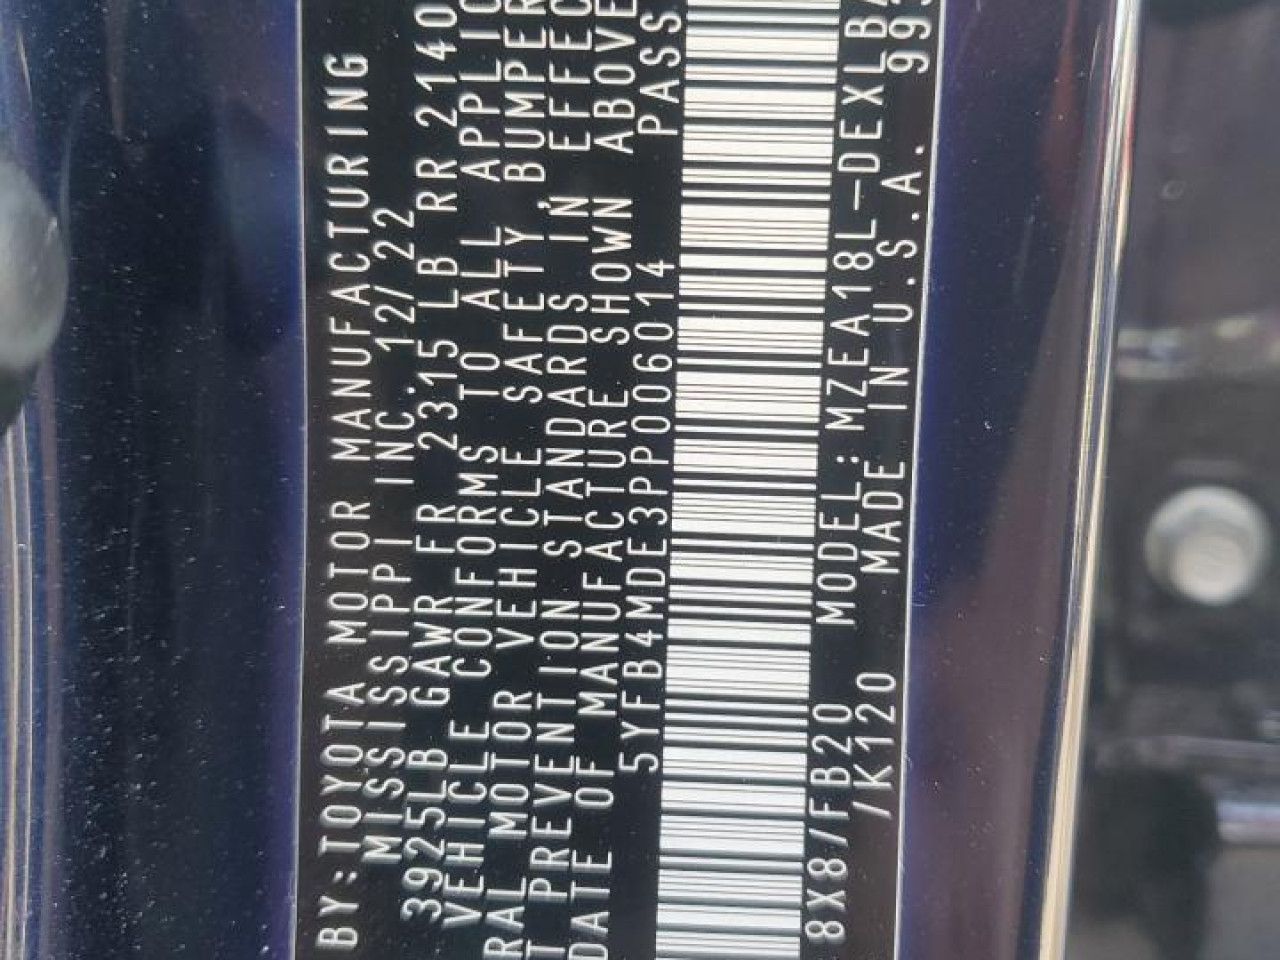 BY:TOYOTA MOTOR MANUFACTURING
MISSISSIPPI INC. 12/22
3925LB GAWR FR 2315 LB RR 2140
VEHICLE CONFORMS TO ALL APPLIC
RAL MOTOR VEHICLE SAFETY, BUMPER
T PREVENTION STANDARDS IN EFFEC
DATE OF MANUFACTURE SHOWN ABOVE
5YFB4MDE3PP006014 PASS
8X8/FB20 MODEL:MZEA18L-DEXLBA
/K120 MADE IN U.S.A. 993